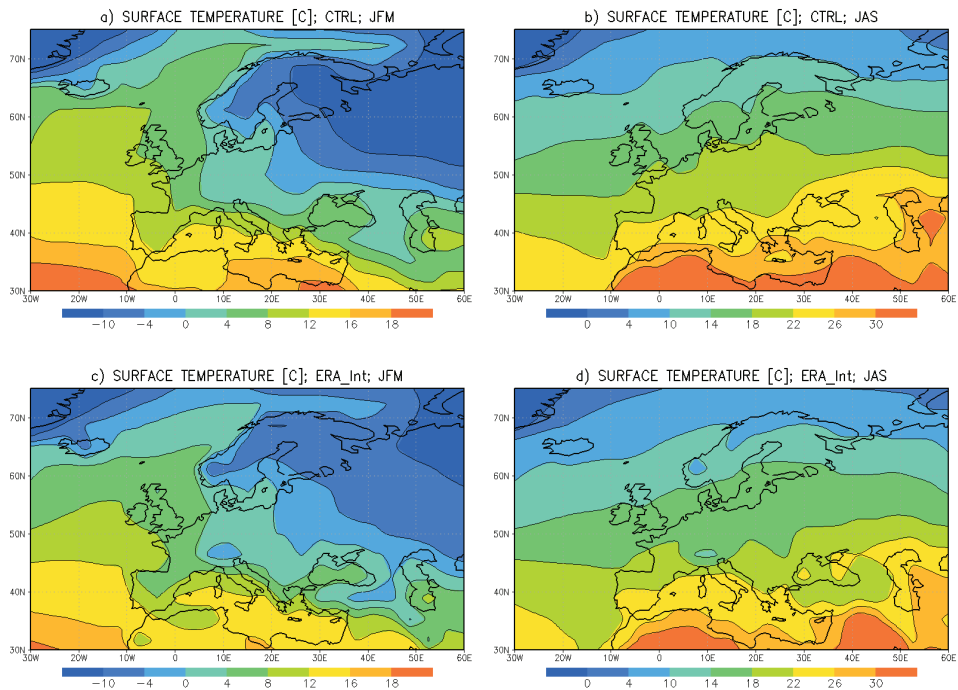 a) SURFACE TEMPERATURE [C]; CTRL; JFM
b) SURFACE TEMPERATURE [C]; CTRL; JAS
70N
60N
50N
40N
30N
30W 20W 10W 0 10E 20E 30E 40E 50E 60E
−10 −4 0 4 8 12 16 18
70N
60N
50N
40N
30N
30W 20W 10W 0 10E 20E 30E 40E 50E 60E
0 4 10 14 18 22 26 30
c) SURFACE TEMPERATURE [C]; ERA_Int; JFM
d) SURFACE TEMPERATURE [C]; ERA_Int; JAS
70N
60N
50N
40N
30N
30W 20W 10W 0 10E 20E 30E 40E 50E 60E
−10 −4 0 4 8 12 16 18
70N
60N
50N
40N
30N
30W 20W 10W 0 10E 20E 30E 40E 50E 60E
0 4 10 14 18 22 26 30